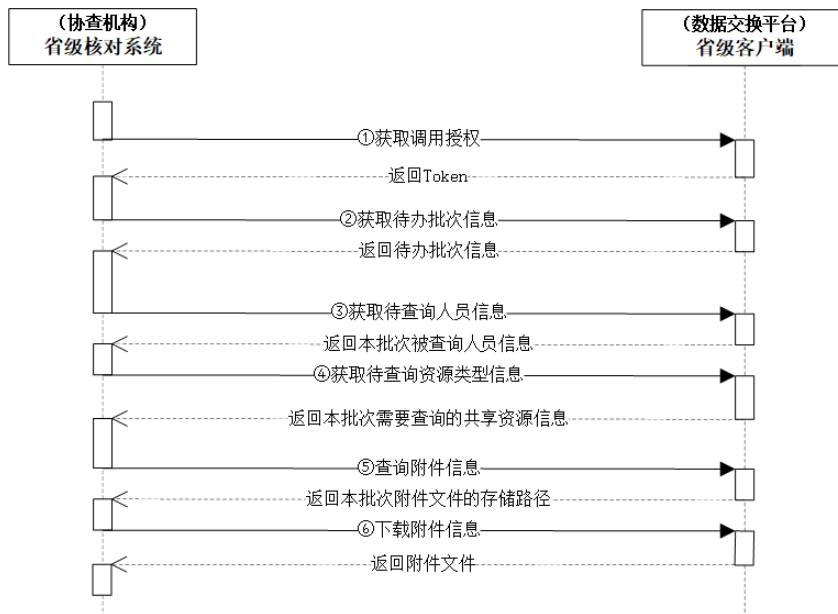 （协查机构）
省级核对系统
（数据交换平台）
省级客户端
①获取调用授权
返回Token
②获取待办批次信息
返回待办批次信息
③获取待查询人员信息
返回本批次被查询人员信息
④获取待查询资源类型信息
返回本批次需要查询的共享资源信息
⑤查询附件信息
返回本批次附件文件的存储路径
⑥下载附件信息
返回附件文件